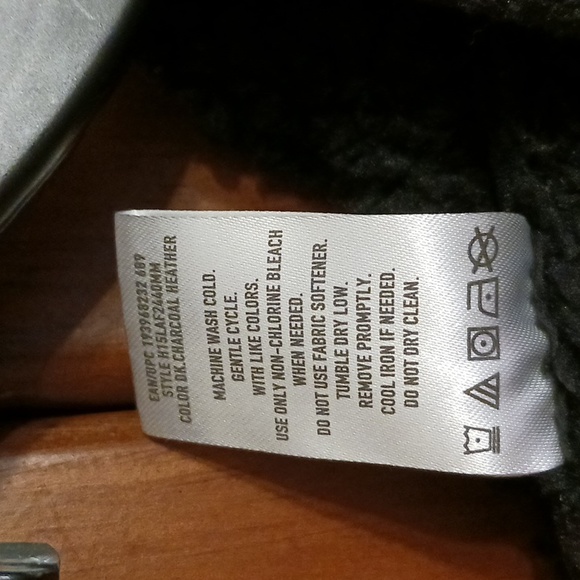 EAN/UPC 193968232 689
STYLE H15LAF2440MM
COLOR DK.CHARCOAL HEATHER
MACHINE WASH COLD.
GENTLE CYCLE.
WITH LIKE COLORS.
USE ONLY NON-CHLORINE BLEACH
WHEN NEEDED.
DO NOT USE FABRIC SOFTENER.
TUMBLE DRY LOW.
REMOVE PROMPTLY.
COOL IRON IF NEEDED.
DO NOT DRY CLEAN.